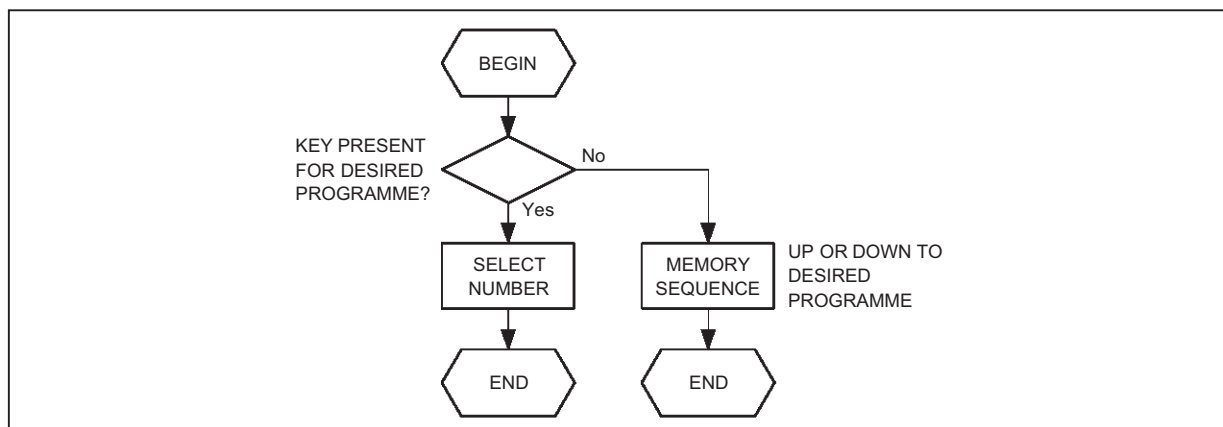 BEGIN
KEY PRESENT
FOR DESIRED
PROGRAMME?
No
Yes
SELECT
NUMBER
MEMORY
SEQUENCE
UP OR DOWN TO
DESIRED
PROGRAMME
END
END